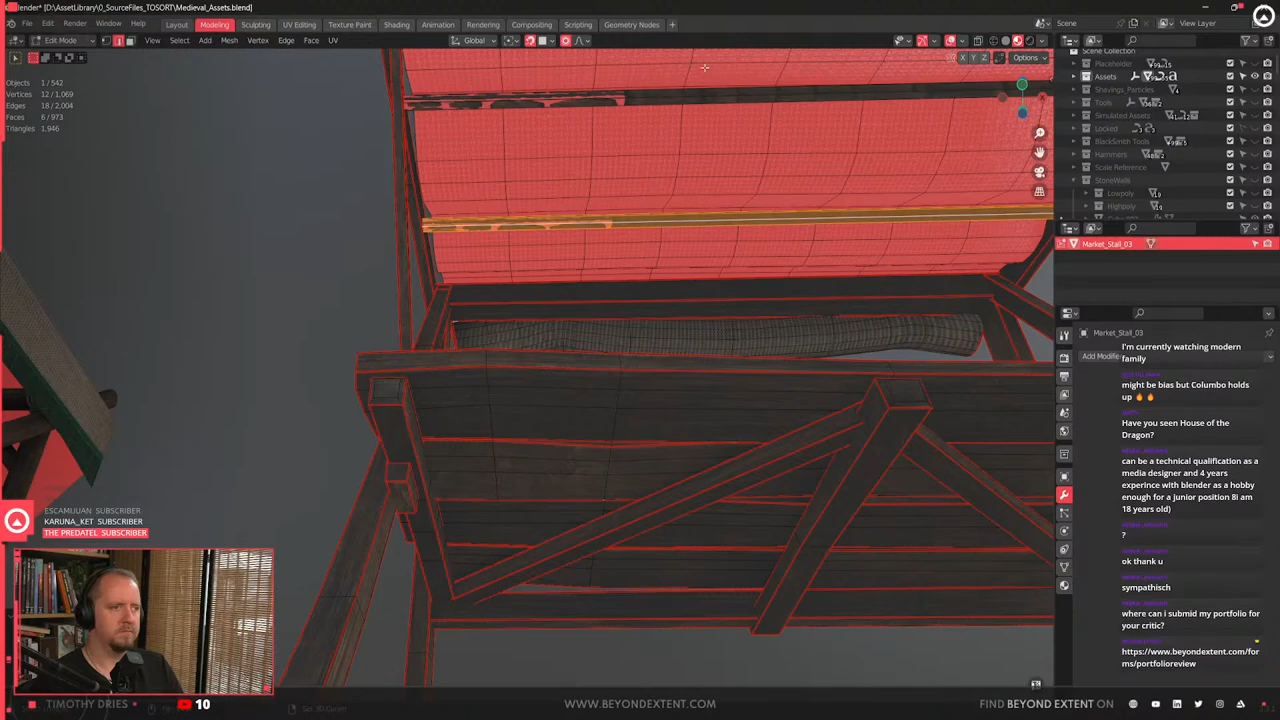 Blender* [D:\AssetLibrary\0_SourceFiles_TOSORT\Medieval_Assets.blend]
File Edit Render Window Help Layout Modeling Sculpting UV Editing Texture Paint Shading Animation Rendering Compositing Scripting Geometry Nodes +
Scene View Layer
Edit Mode View Select Add Mesh Vertex Edge Face UV Global
X Y Z Options
Objects 1 / 542
Vertices 12 / 1,069
Edges 18 / 2,004
Faces 6 / 973
Triangles 1,946
Scene Collection
Placeholder
Assets
Shavings_Particles
Tools
Simulated Assets
Locked
BlackSmith Tools
Hammers
Scale Reference
StoneWalls
Lowpoly
Highpoly
Market_Stall_03
Market_Stall_03
Add Modifie
I'm currently watching modern
family
might be bias but Columbo holds
up 🔥 🔥
Have you seen House of the
Dragon?
can be a technical qualification as a
media designer and 4 years
experince with blender as a hobby
enough for a junior position 8I am
18 years old)
?
ok thank u
sympathisch
where can i submid my portfolio for
your critic?
https://www.beyondextent.com/for
ms/portfolioreview
ESCAMIJUAN SUBSCRIBER
KARUNA_KET SUBSCRIBER
THE PREDATEL SUBSCRIBER
TIMOTHY DRIES 10 WWW.BEYONDEXTENT.COM FIND BEYOND EXTENT ON